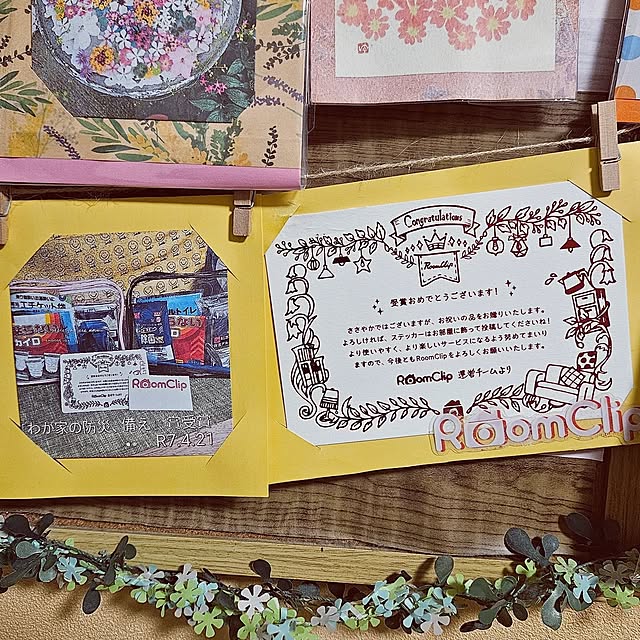 Congratulations
RoomClip
受賞おめでとうございます!
ささやかではございますが、お祝いの品をお贈りいたします。
よろしければ、ステッカーはお部屋に飾って投稿してくださいね!
より使いやすく、より楽しいサービスになるよう努めてまいり
ますので、今後ともRoomClipをよろしくお願いいたします。
RoomClip 運営チームより
RoomClip
チケット袋
カイロ
RoomClip
わが家の防災、備え
R7.4.21